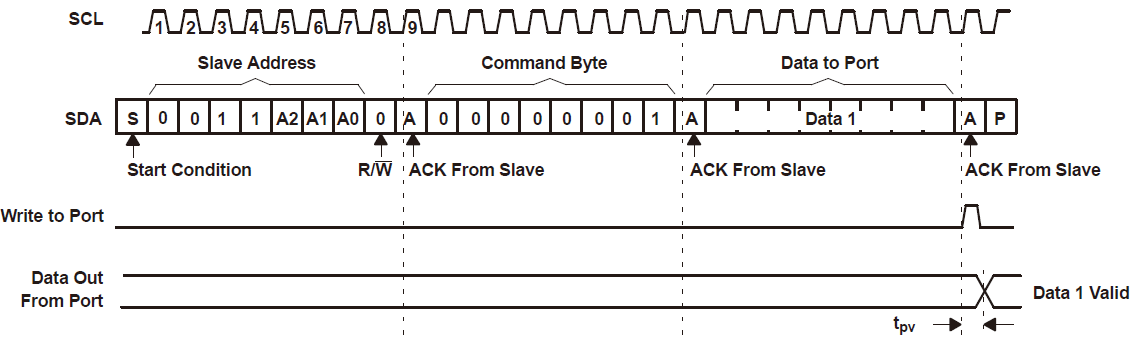 SCL 1 2 3 4 5 6 7 8 9
Slave Address Command Byte Data to Port
SDA S 0 0 1 1 A2 A1 A0 0 A 0 0 0 0 0 0 0 1 A Data 1 A P
Start Condition R/W̅ ACK From Slave ACK From Slave ACK From Slave
Write to Port
Data Out
From Port
Data 1 Valid
tpv